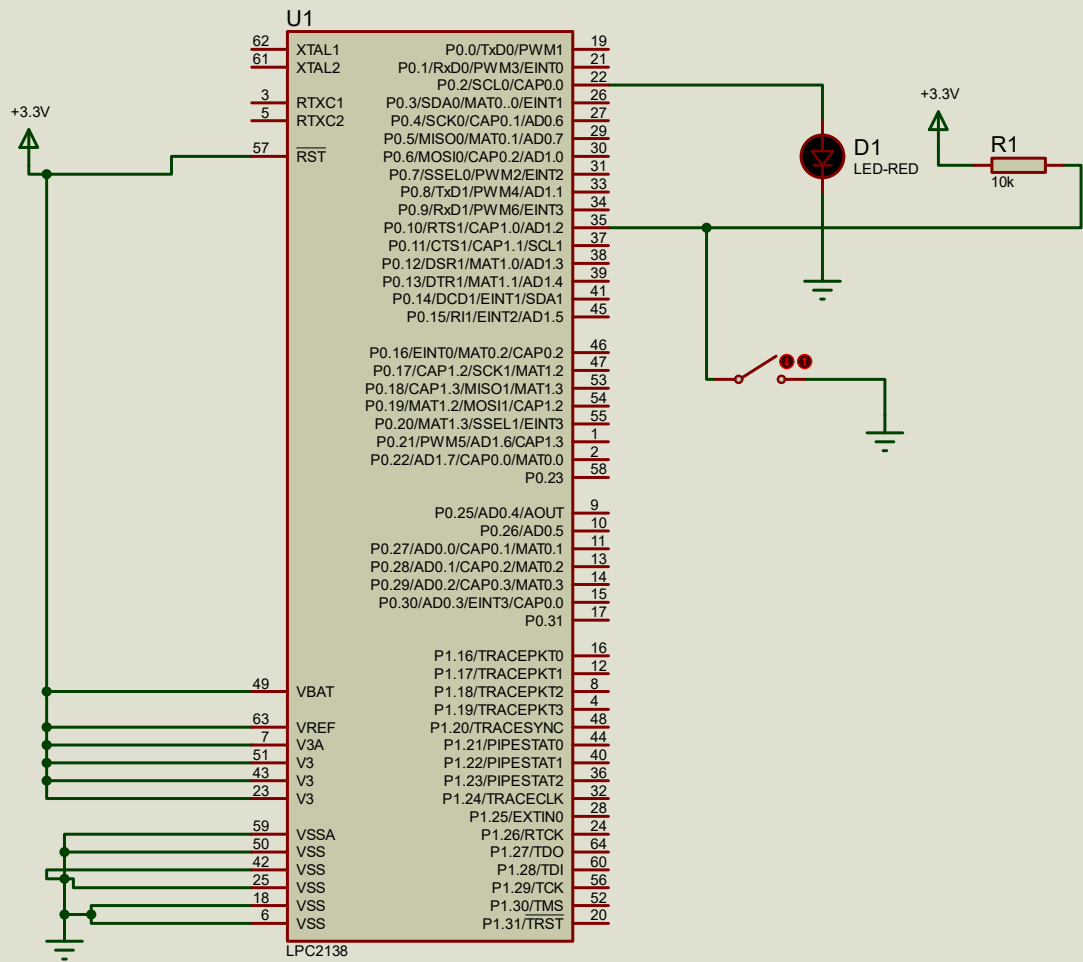 U1
62 XTAL1
61 XTAL2
3 RTXC1
5 RTXC2
57 RST
49 VBAT
63 VREF
7 V3A
51 V3
43 V3
23 V3
59 VSSA
50 VSS
42 VSS
25 VSS
18 VSS
6 VSS
P0.0/TxD0/PWM1 19
P0.1/RxD0/PWM3/EINT0 21
P0.2/SCL0/CAP0.0 22
P0.3/SDA0/MAT0..0/EINT1 26
P0.4/SCK0/CAP0.1/AD0.6 27
P0.5/MISO0/MAT0.1/AD0.7 29
P0.6/MOSI0/CAP0.2/AD1.0 30
P0.7/SSEL0/PWM2/EINT2 31
P0.8/TxD1/PWM4/AD1.1 33
P0.9/RxD1/PWM6/EINT3 34
P0.10/RTS1/CAP1.0/AD1.2 35
P0.11/CTS1/CAP1.1/SCL1 37
P0.12/DSR1/MAT1.0/AD1.3 38
P0.13/DTR1/MAT1.1/AD1.4 39
P0.14/DCD1/EINT1/SDA1 41
P0.15/RI1/EINT2/AD1.5 45
P0.16/EINT0/MAT0.2/CAP0.2 46
P0.17/CAP1.2/SCK1/MAT1.2 47
P0.18/CAP1.3/MISO1/MAT1.3 53
P0.19/MAT1.2/MOSI1/CAP1.2 54
P0.20/MAT1.3/SSEL1/EINT3 55
P0.21/PWM5/AD1.6/CAP1.3 1
P0.22/AD1.7/CAP0.0/MAT0.0 2
P0.23 58
P0.25/AD0.4/AOUT 9
P0.26/AD0.5 10
P0.27/AD0.0/CAP0.1/MAT0.1 11
P0.28/AD0.1/CAP0.2/MAT0.2 13
P0.29/AD0.2/CAP0.3/MAT0.3 14
P0.30/AD0.3/EINT3/CAP0.0 15
P0.31 17
P1.16/TRACEPKT0 16
P1.17/TRACEPKT1 12
P1.18/TRACEPKT2 8
P1.19/TRACEPKT3 4
P1.20/TRACESYNC 48
P1.21/PIPESTAT0 44
P1.22/PIPESTAT1 40
P1.23/PIPESTAT2 36
P1.24/TRACECLK 32
P1.25/EXTIN0 28
P1.26/RTCK 24
P1.27/TDO 64
P1.28/TDI 60
P1.29/TCK 56
P1.30/TMS 52
P1.31/TRST 20
LPC2138
+3.3V
D1
LED-RED
+3.3V
R1
10k